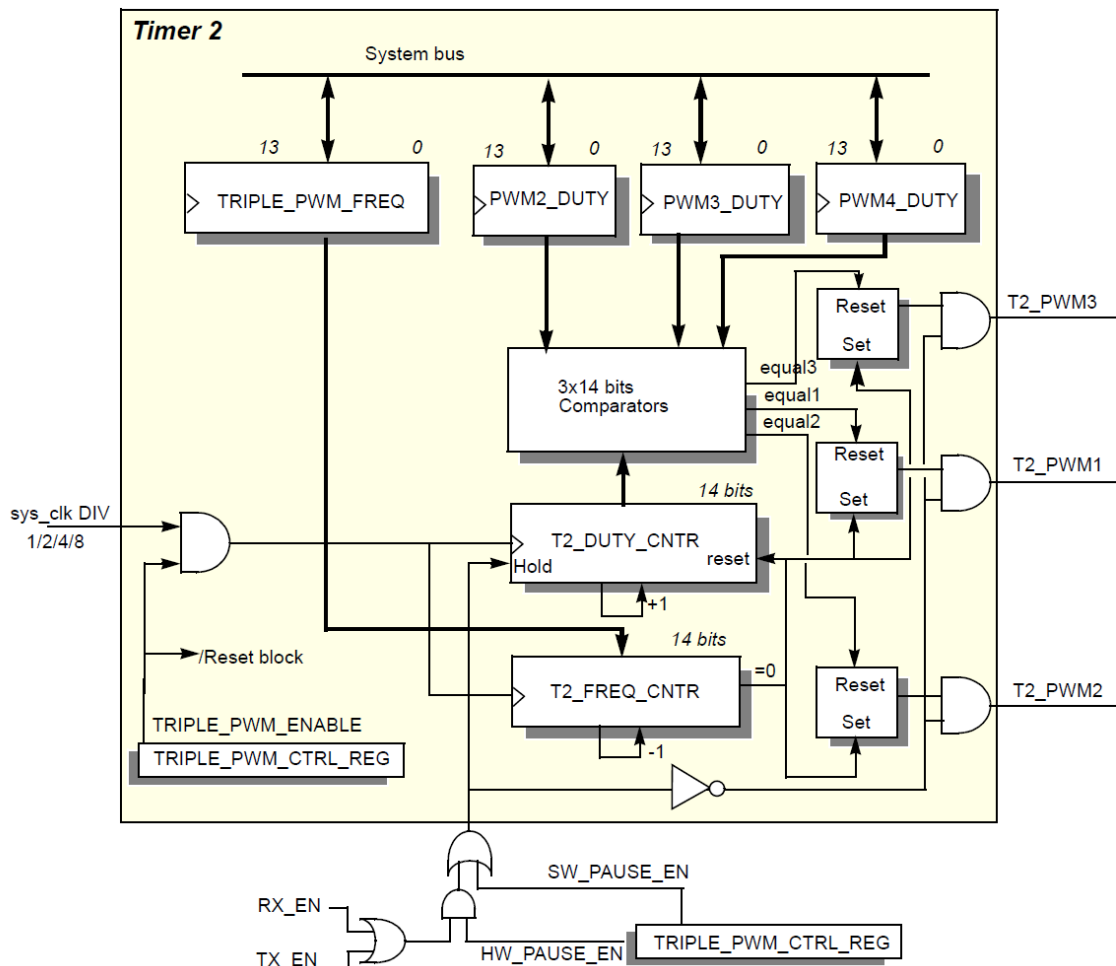 Timer 2
System bus
13 0
TRIPLE_PWM_FREQ
13 0
PWM2_DUTY
13 0
PWM3_DUTY
13 0
PWM4_DUTY
Reset
Set
T2_PWM3
3x14 bits
Comparators
equal3
equal1
equal2
Reset
Set
T2_PWM1
sys_clk DIV
1/2/4/8
14 bits
T2_DUTY_CNTR
Hold
reset
+1
14 bits
T2_FREQ_CNTR
=0
-1
Reset
Set
T2_PWM2
/Reset block
TRIPLE_PWM_ENABLE
TRIPLE_PWM_CTRL_REG
SW_PAUSE_EN
RX_EN
TX_EN
HW_PAUSE_EN
TRIPLE_PWM_CTRL_REG